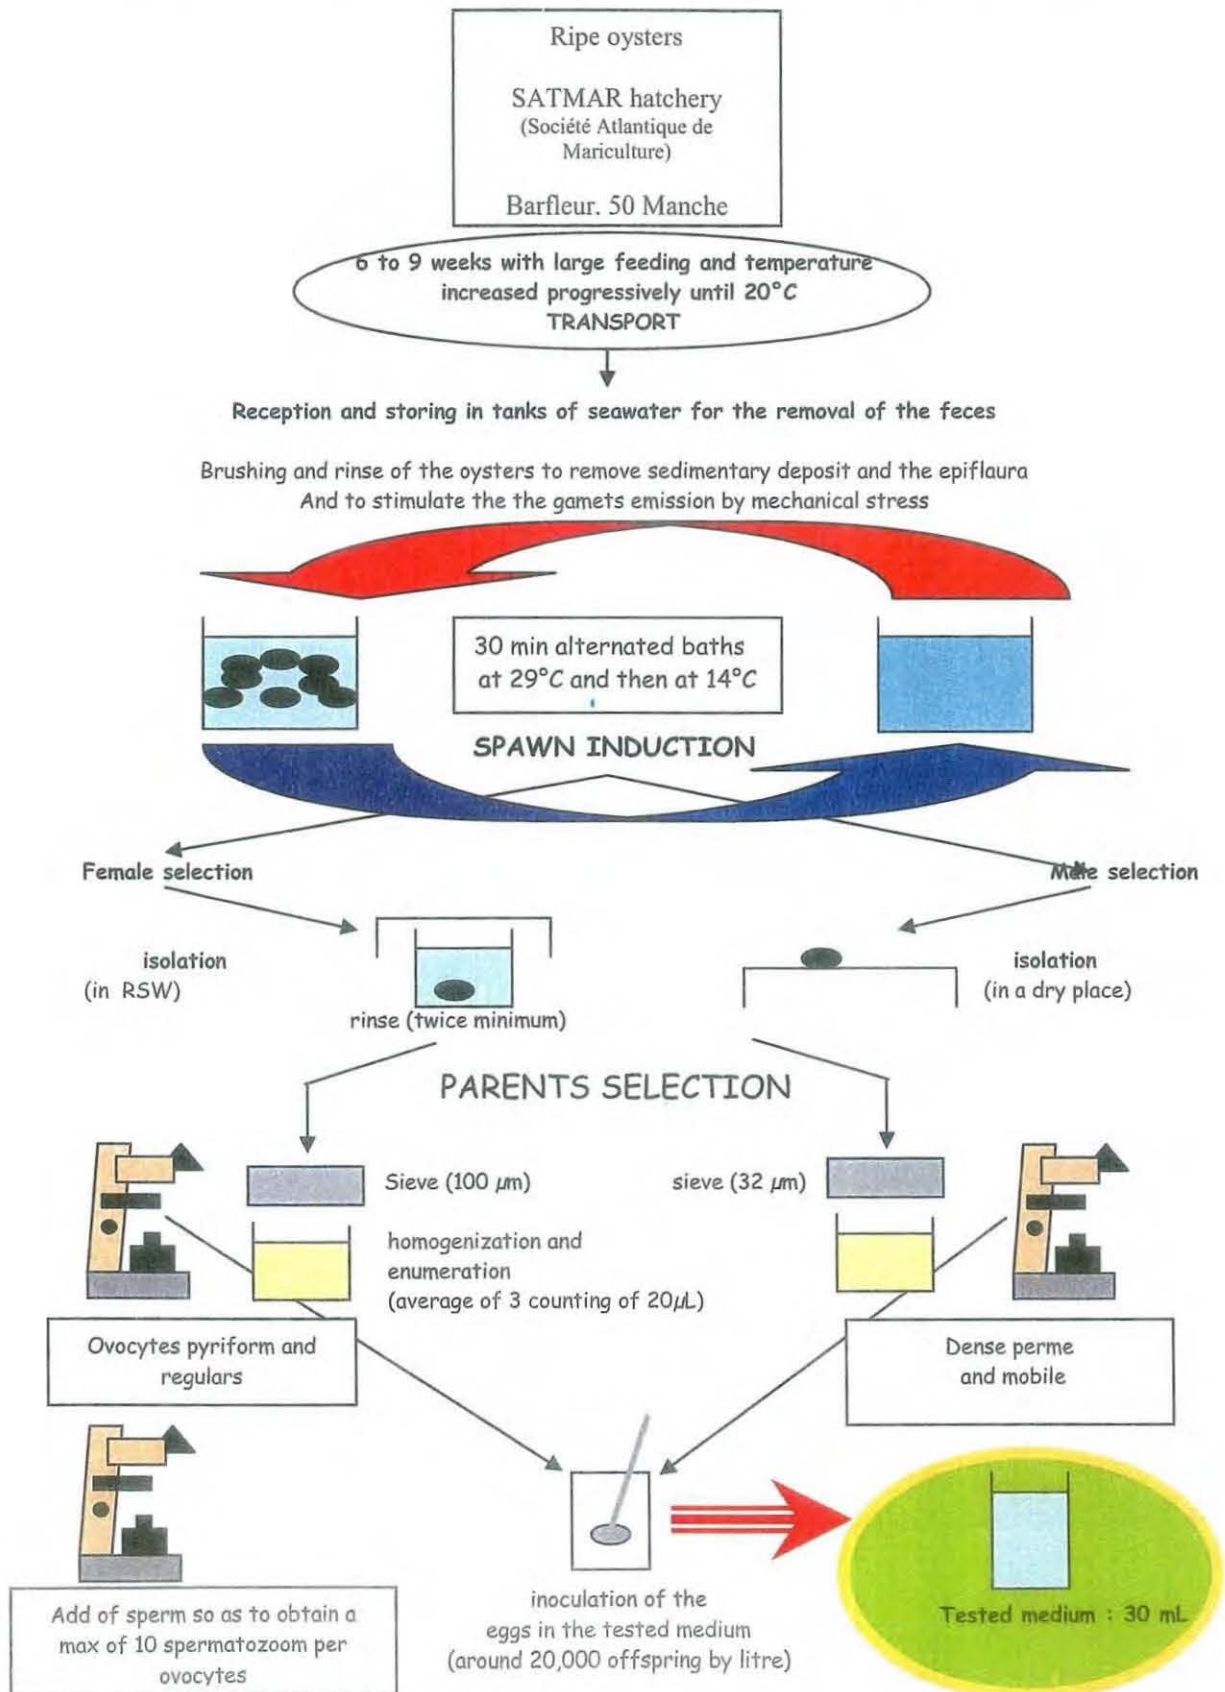 Ripe oysters
SATMAR hatchery
(Société Atlantique de
Mariculture)
Barfleur. 50 Manche
6 to 9 weeks with large feeding and temperature
increased progressively until 20°C
TRANSPORT
Reception and storing in tanks of seawater for the removal of the feces
Brushing and rinse of the oysters to remove sedimentary deposit and the epiflaura
And to stimulate the the gamets emission by mechanical stress
30 min alternated baths
at 29°C and then at 14°C
SPAWN INDUCTION
Female selection
Male selection
isolation
(in RSW)
rinse (twice minimum)
isolation
(in a dry place)
PARENTS SELECTION
Sieve (100 µm)
sieve (32 µm)
homogenization and
enumeration
(average of 3 counting of 20µL)
Ovocytes pyriform and
regulars
Dense perme
and mobile
Add of sperm so as to obtain a
max of 10 spermatozoom per
ovocytes
inoculation of the
eggs in the tested medium
(around 20,000 offspring by litre)
Tested medium : 30 mL